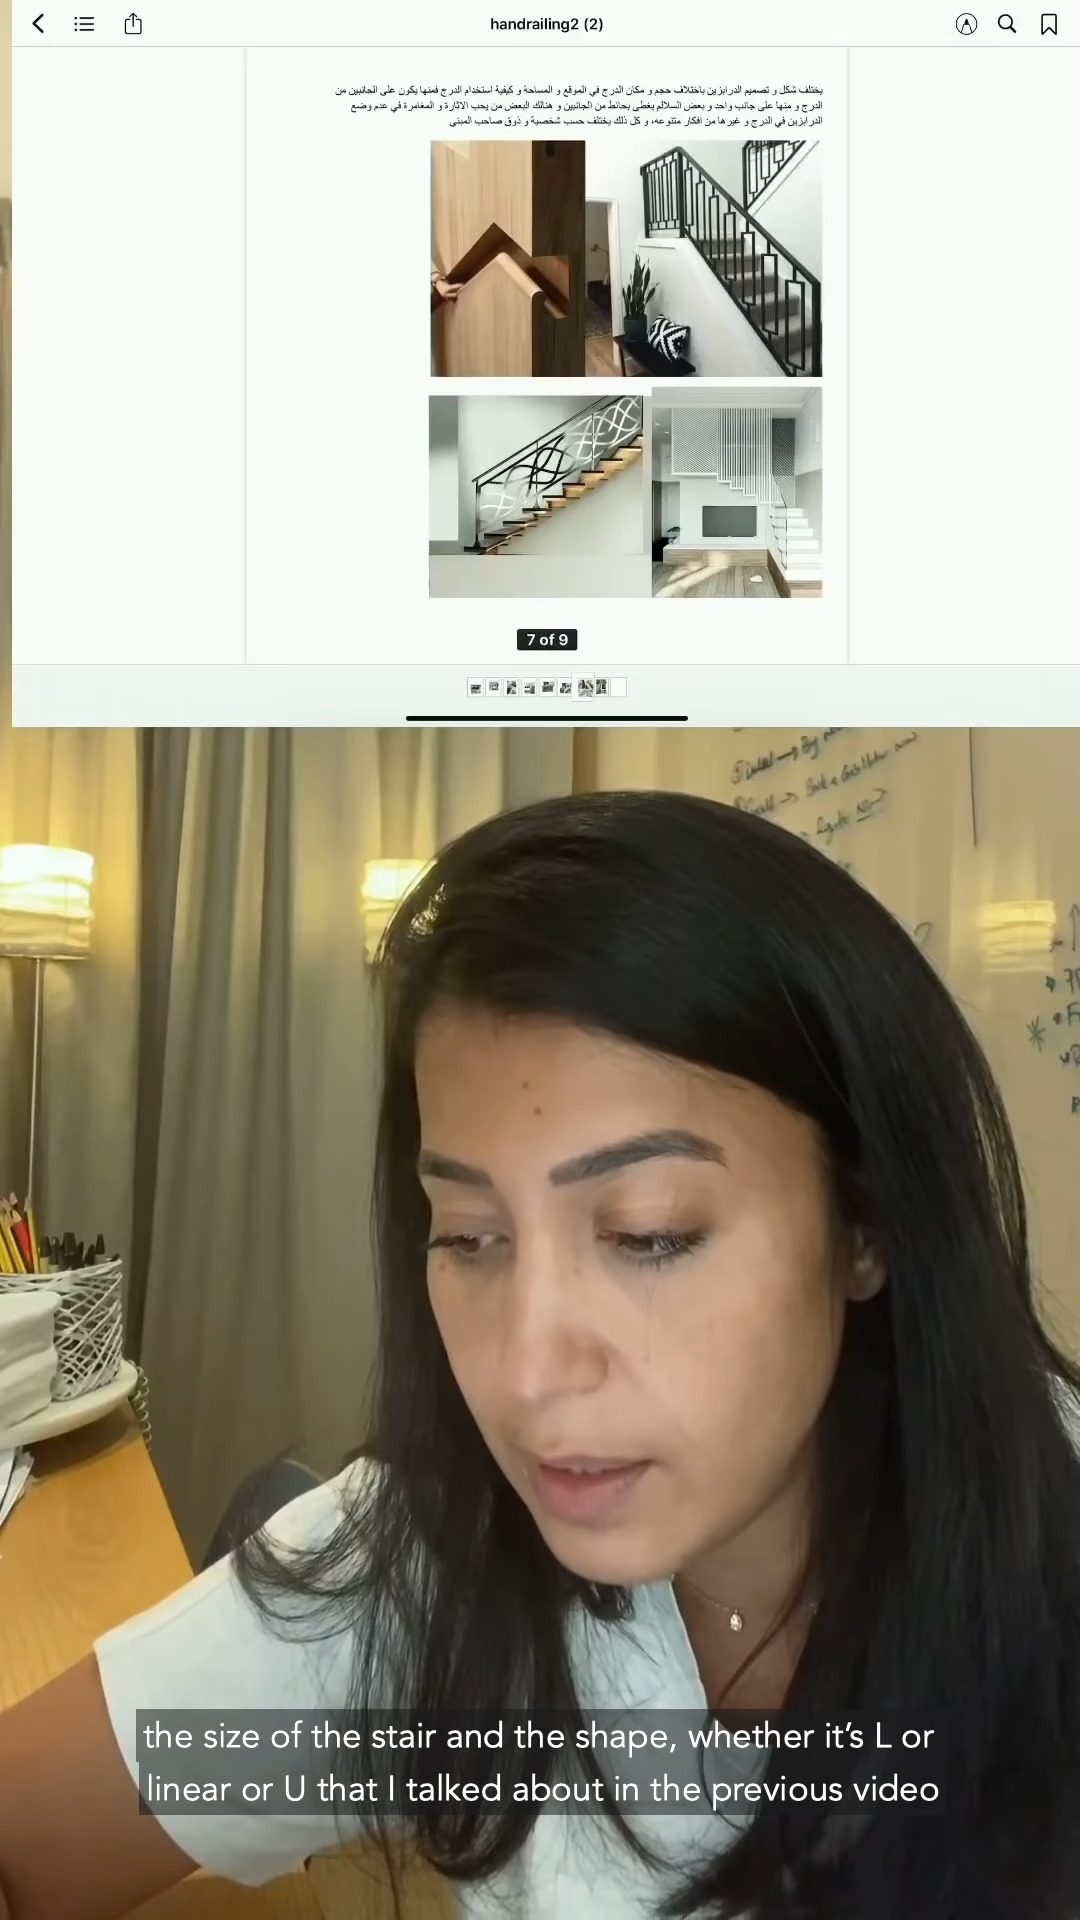 handrailing2 (2)
يختلف شكل و تصميم الدرابزين باختلاف حجم و مكان الدرج في الموقع و المساحة و كيفية استخدام الدرج فمنها يكون على الجانبين من
الدرج و منها على جانب واحد و بعض السلالم يغطى بحائط من الجانبين و هنالك البعض من يحب الاثارة و المغامرة في عدم وضع
الدرابزين في الدرج و غيرها من افكار متنوعه، و كل ذلك يختلف حسب شخصية و ذوق صاحب المبنى
7 of 9
the size of the stair and the shape, whether it's L or
linear or U that I talked about in the previous video